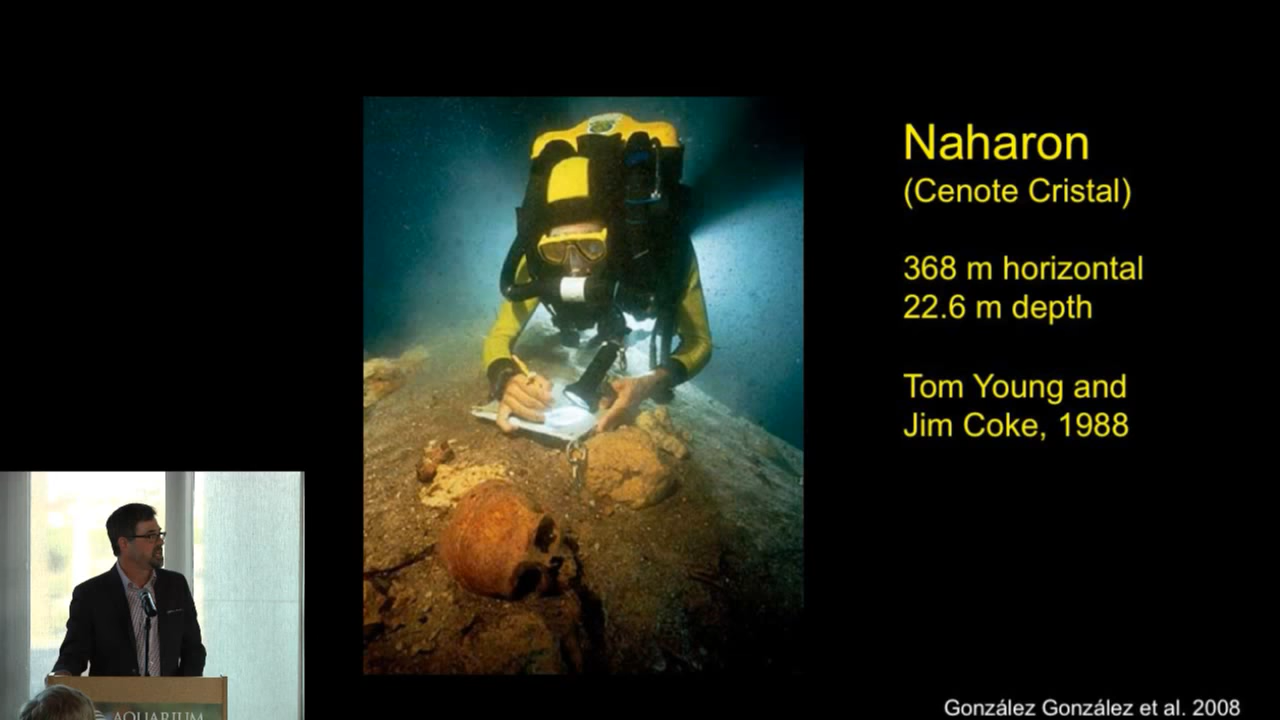 Naharon
(Cenote Cristal)
368 m horizontal
22.6 m depth
Tom Young and
Jim Coke, 1988
González González et al. 2008
AQUARIUM